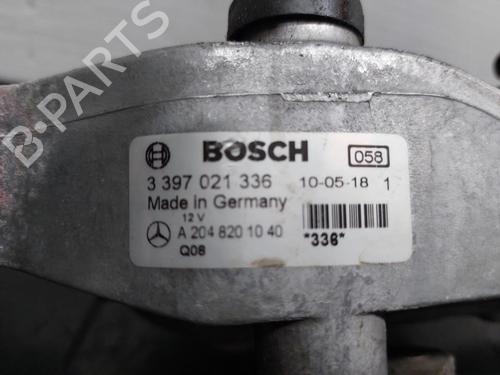 B-PARTS
BOSCH 058
3 397 021 336 10-05-18 1
Made in Germany
12 V
A 204 820 10 40 *336*
Q08